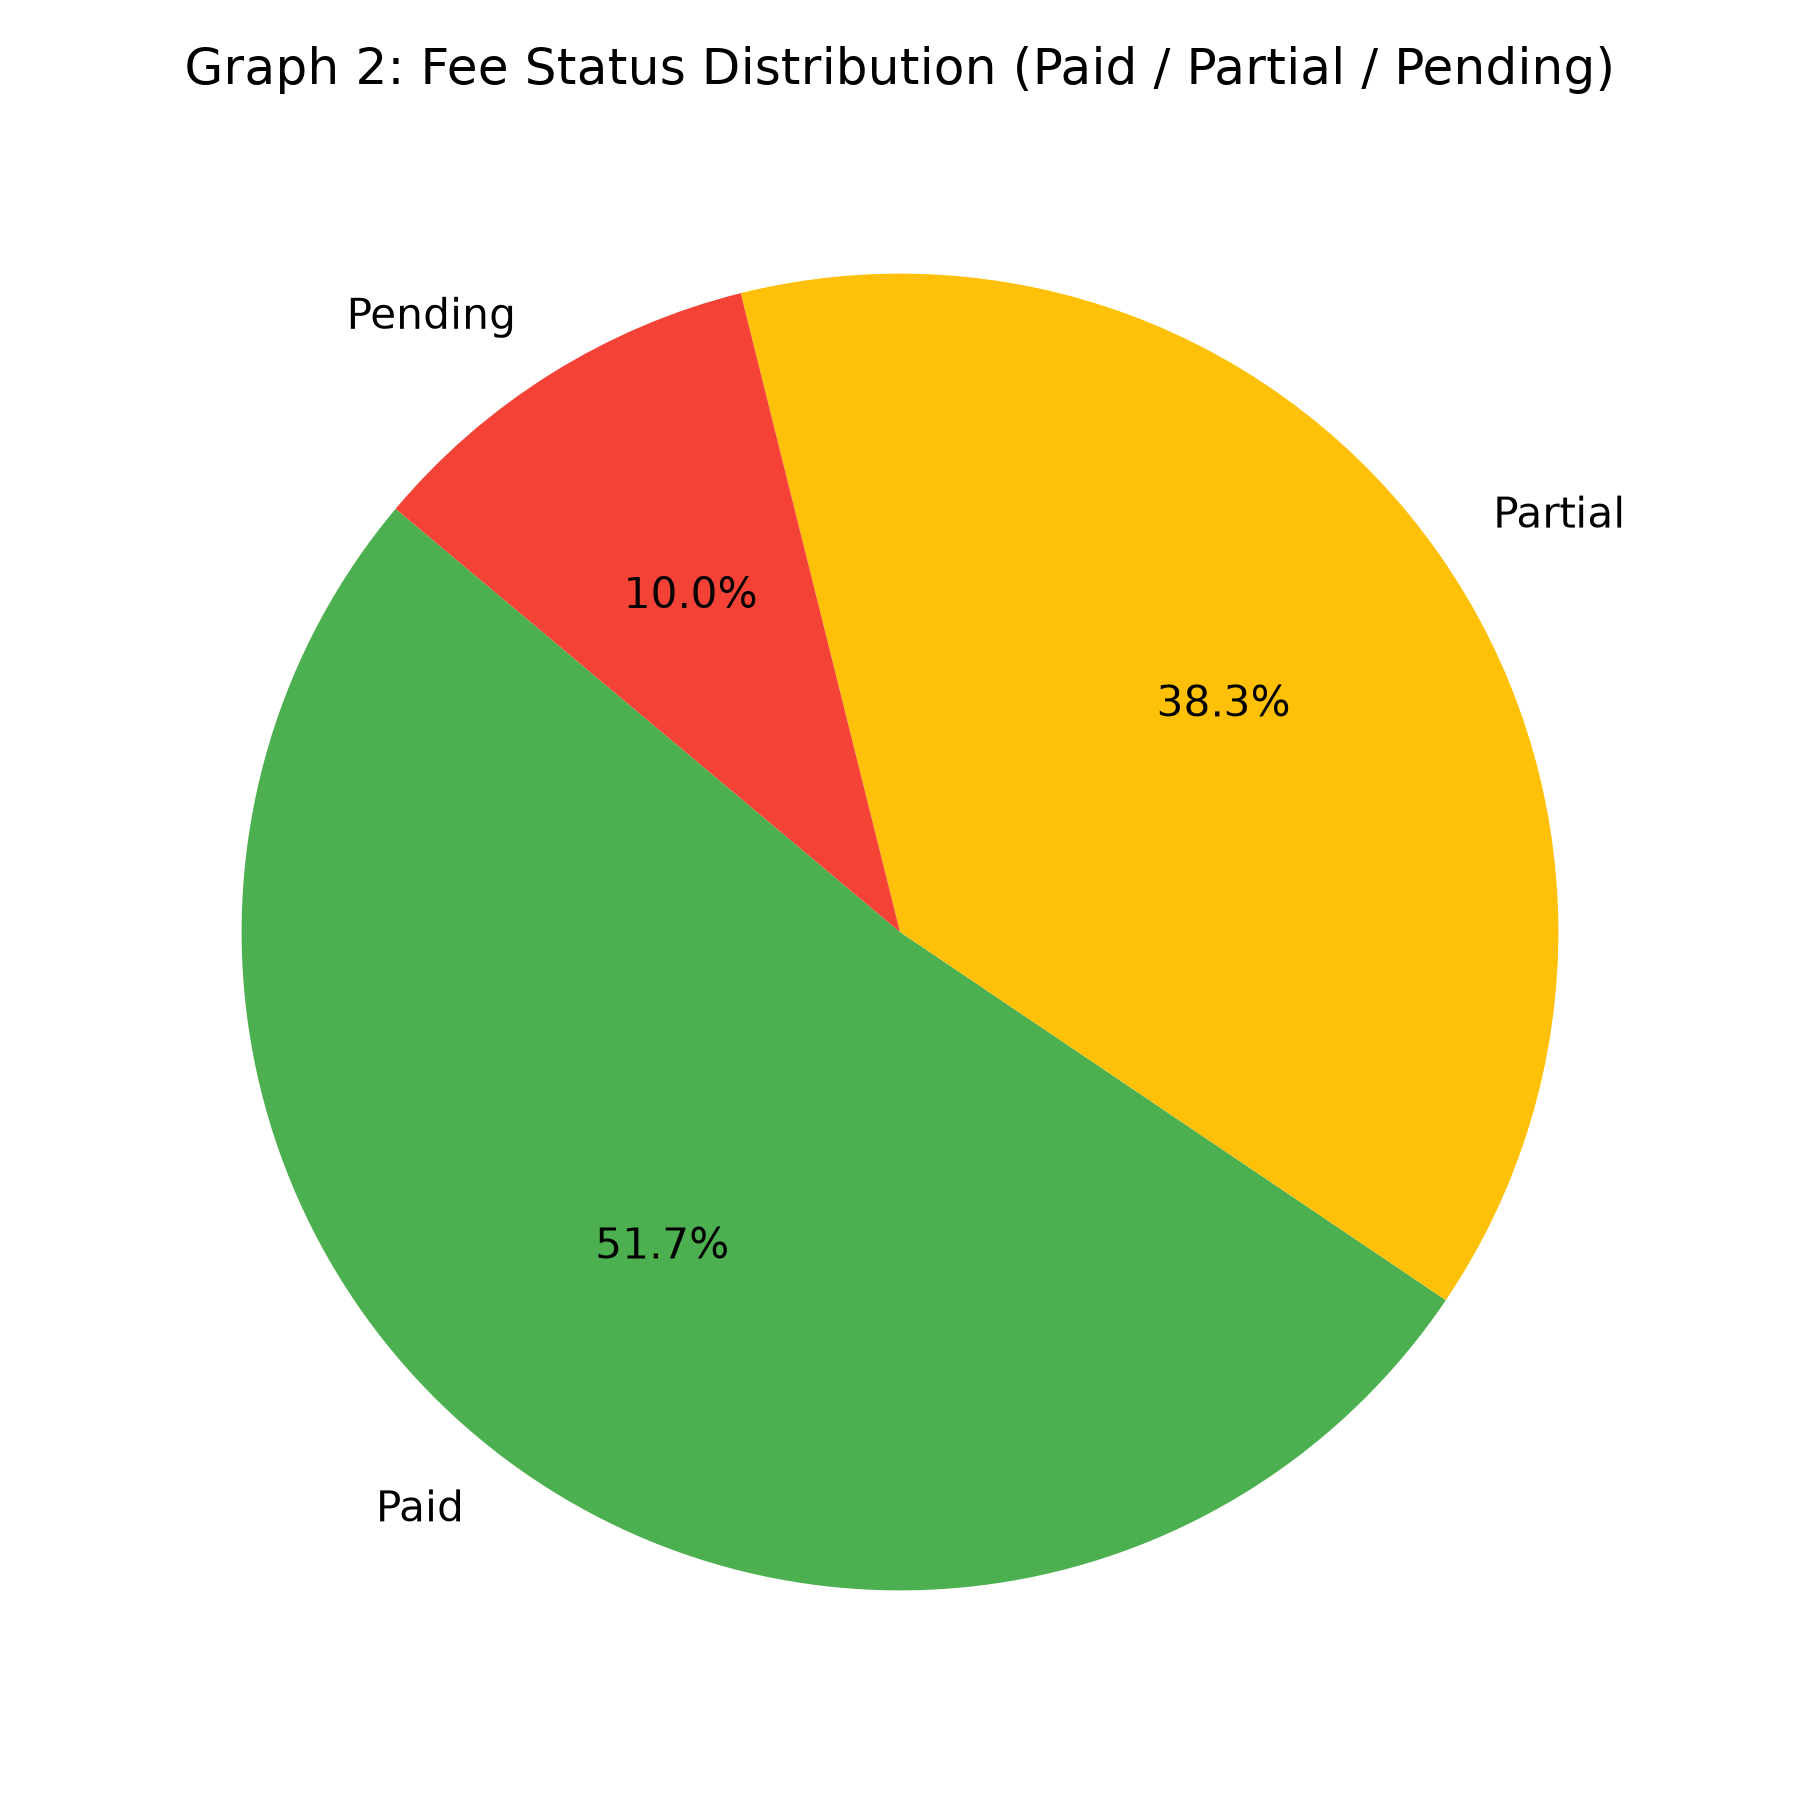 Graph 2: Fee Status Distribution (Paid / Partial / Pending)
Pending
Partial
10.0%
38.3%
51.7%
Paid